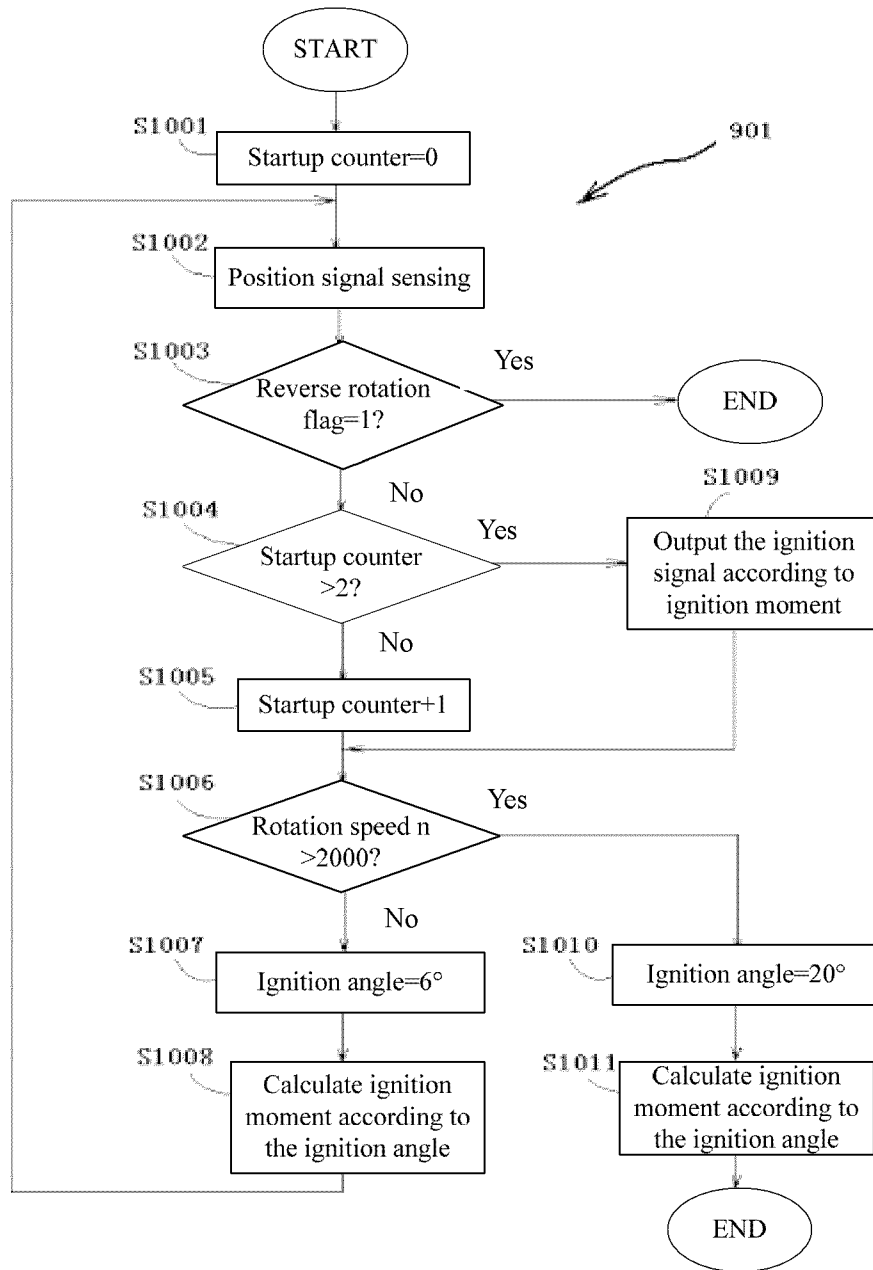 START
S1001
Startup counter=0
901
S1002
Position signal sensing
S1003
Reverse rotation
flag=1?
Yes
END
No
S1004
Startup counter
>2?
Yes
S1009
Output the ignition
signal according to
ignition moment
No
S1005
Startup counter+1
S1006
Rotation speed n
>2000?
Yes
No
S1007
Ignition angle=6°
S1010
Ignition angle=20°
S1008
Calculate ignition
moment according to
the ignition angle
S1011
Calculate ignition
moment according to
the ignition angle
END